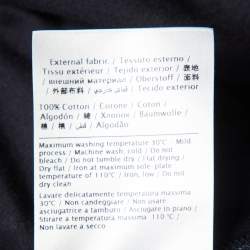 External fabric / Tessuto esterno /
Tissu extérieur / Tejido exterior / 表地
/ внешний материал / Oberstoff / 面料
/ 外部布料 / قماش خارجي / Tecido exterior
100% Cotton / Cotone / Coton /
Algodón / 綿 / Хлопок / Baumwolle /
棉 / 棉 / قطن / Algodão
Maximum washing temperature 30°C Mild
process / Machine wash, cold / Do not
bleach / Do not tumble dry / Flat drying /
Dry flat / Iron at maximum sole plate
temperature of 110°C / Iron, low / Do not
dry clean
Lavare delicatamente temperatura massima
30°C / Non candeggiare / Non usare
asciugatrice a tamburo / Asciugare in piano /
Stirare a temperatura massima 110 °C /
Non lavare a secco